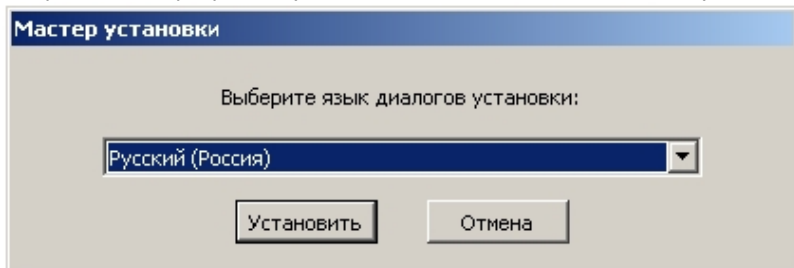 Мастер установки
Выберите язык диалогов установки:
Русский (Россия)
Установить
Отмена